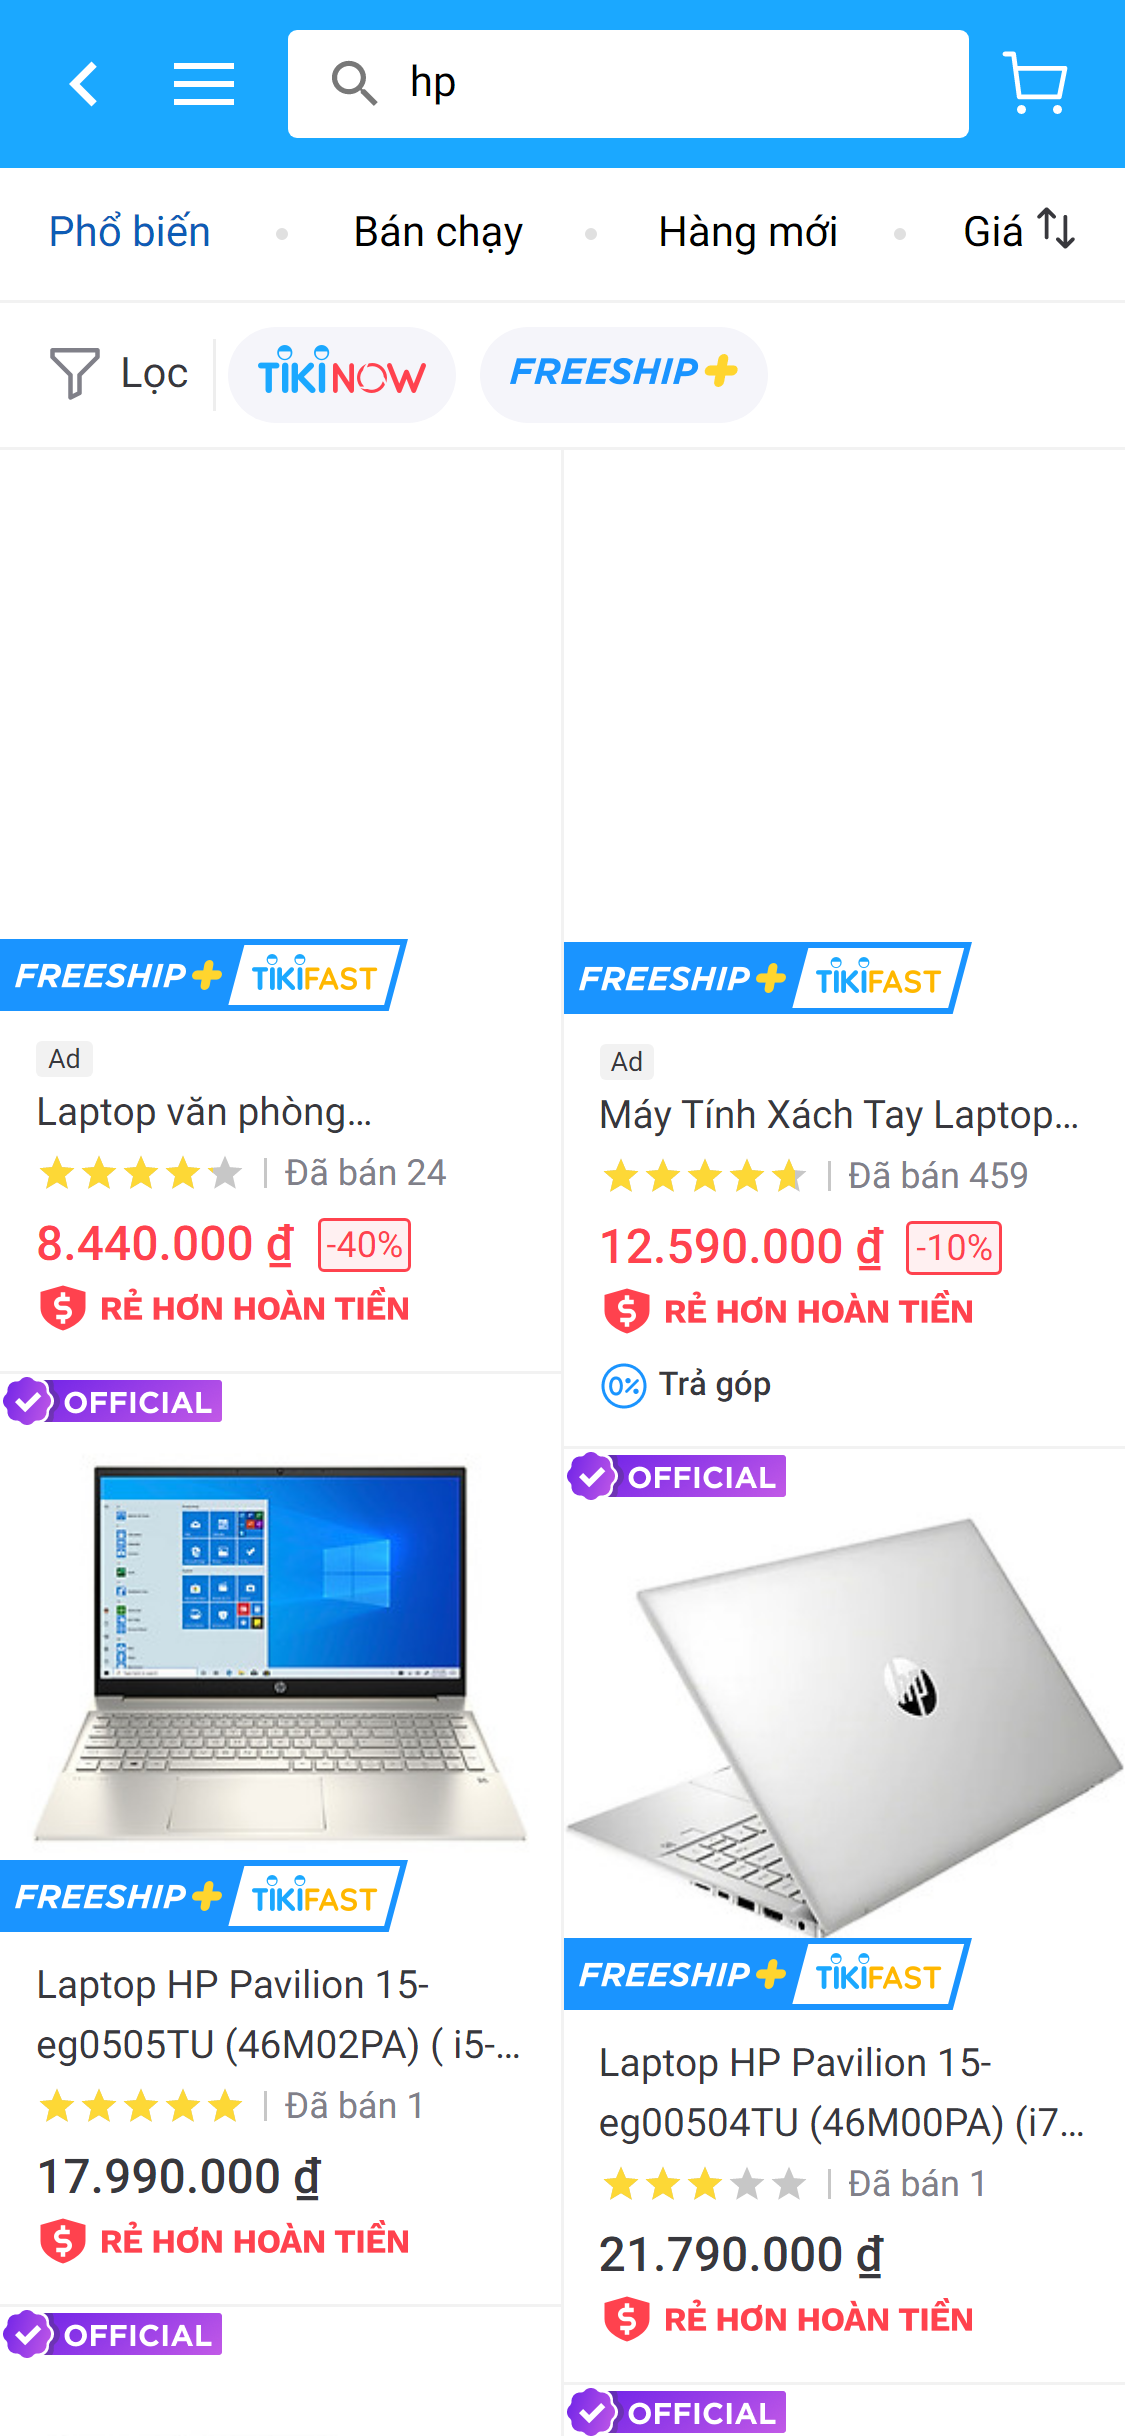 hp
Phổ biến
Bán chạy
Hàng mới
Giá
Lọc
TIKINOW
FREESHIP+
FREESHIP+ TIKIFAST
Ad
Laptop văn phòng...
Đã bán 24
8.440.000 ₫ -40%
RẺ HƠN HOÀN TIỀN
FREESHIP+ TIKIFAST
Ad
Máy Tính Xách Tay Laptop...
Đã bán 459
12.590.000 ₫ -10%
RẺ HƠN HOÀN TIỀN
0% Trả góp
OFFICIAL
FREESHIP+ TIKIFAST
Laptop HP Pavilion 15-
eg0505TU (46M02PA) ( i5-...
Đã bán 1
17.990.000 ₫
RẺ HƠN HOÀN TIỀN
OFFICIAL
hp
FREESHIP+ TIKIFAST
Laptop HP Pavilion 15-
eg00504TU (46M00PA) (i7...
Đã bán 1
21.790.000 ₫
RẺ HƠN HOÀN TIỀN
OFFICIAL
OFFICIAL